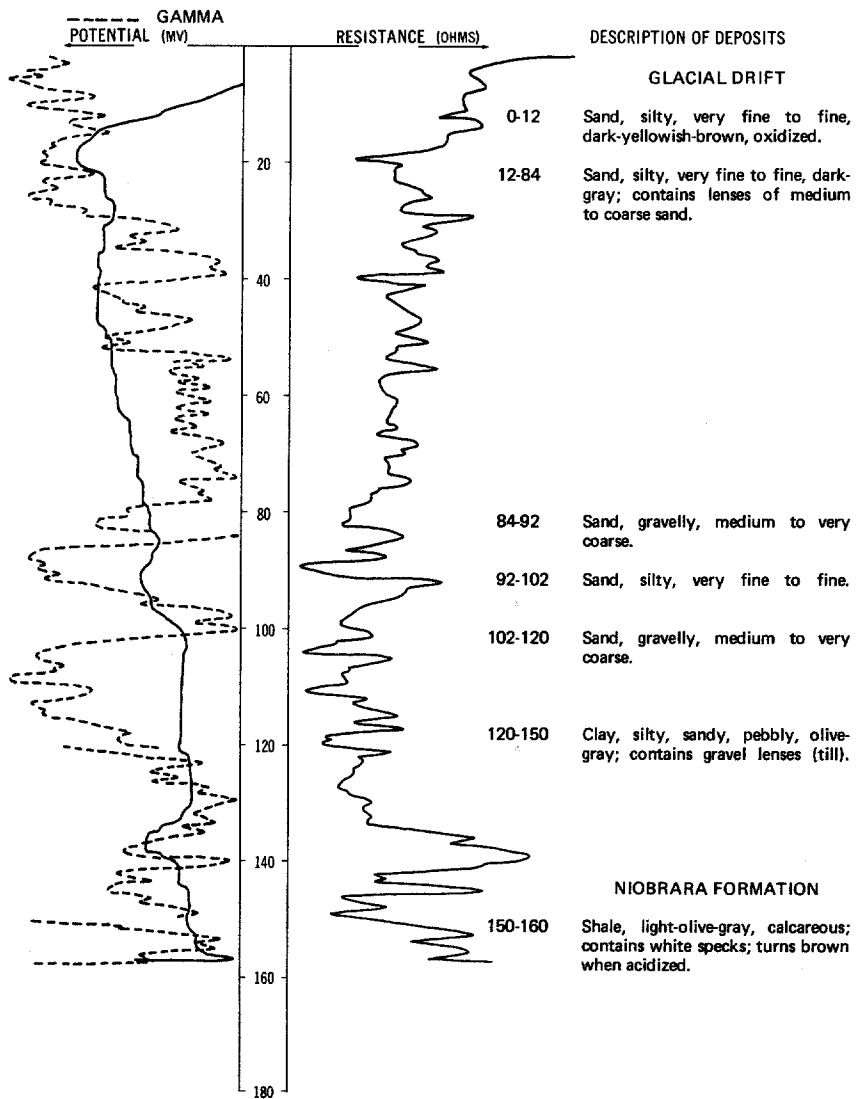 GAMMA
POTENTIAL (MV)
RESISTANCE (OHMS)
DESCRIPTION OF DEPOSITS
GLACIAL DRIFT
0-12 Sand, silty, very fine to fine,
dark-yellowish-brown, oxidized.
12-84 Sand, silty, very fine to fine, dark-
gray; contains lenses of medium
to coarse sand.
84-92 Sand, gravelly, medium to very
coarse.
92-102 Sand, silty, very fine to fine.
102-120 Sand, gravelly, medium to very
coarse.
120-150 Clay, silty, sandy, pebbly, olive-
gray; contains gravel lenses (till).
NIOBRARA FORMATION
150-160 Shale, light-olive-gray, calcareous;
contains white specks; turns brown
when acidized.
20
40
60
80
100
120
140
160
180